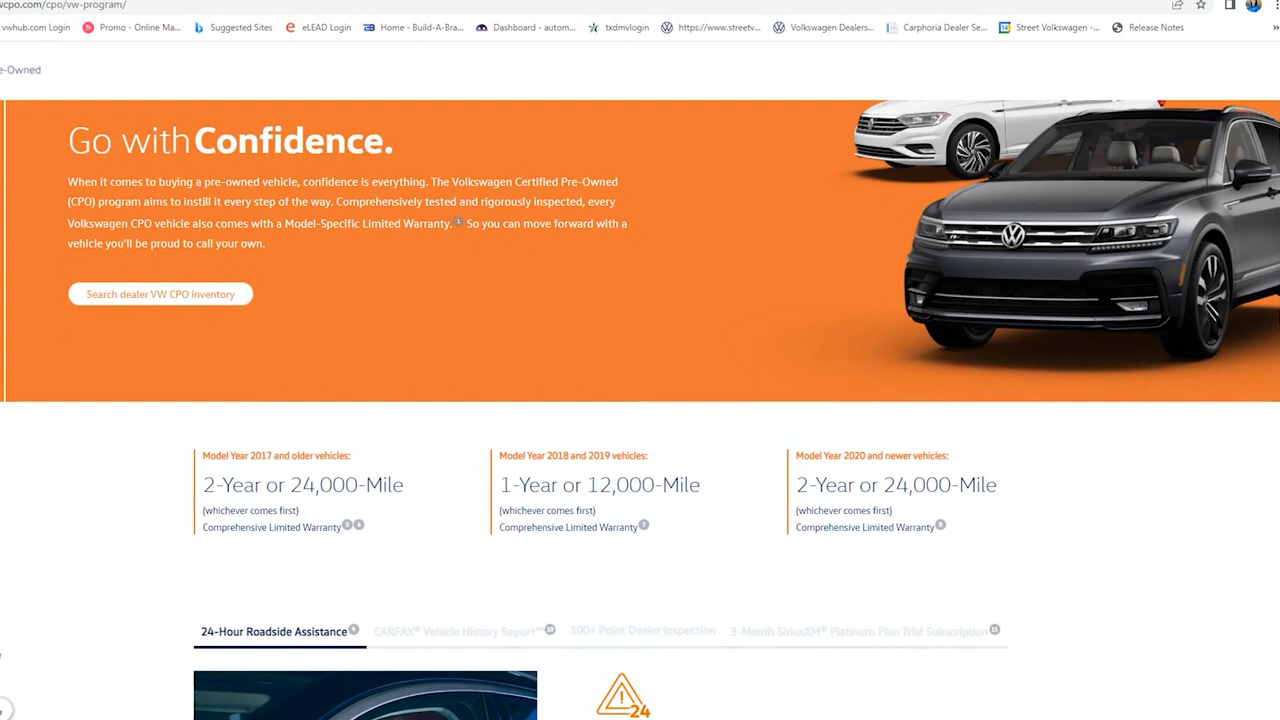 wcpo.com/cpo/vw-program/
vwhub.com Login Promo - Online Ma... Suggested Sites eLEAD Login Home - Build-A-Bra... Dashboard - autom... txdmvlogin https://www.streetv... Volkswagen Dealers... Carphoria Dealer Se... Street Volkswagen -... Release Notes »
e-Owned
Go with Confidence.
When it comes to buying a pre-owned vehicle, confidence is everything. The Volkswagen Certified Pre-Owned
(CPO) program aims to instill it every step of the way. Comprehensively tested and rigorously inspected, every
Volkswagen CPO vehicle also comes with a Model-Specific Limited Warranty. 1 So you can move forward with a
vehicle you'll be proud to call your own.
Search dealer VW CPO inventory
Model Year 2017 and older vehicles:
2-Year or 24,000-Mile
(whichever comes first)
Comprehensive Limited Warranty
Model Year 2018 and 2019 vehicles:
1-Year or 12,000-Mile
(whichever comes first)
Comprehensive Limited Warranty
Model Year 2020 and newer vehicles:
2-Year or 24,000-Mile
(whichever comes first)
Comprehensive Limited Warranty
24-Hour Roadside Assistance CARFAX® Vehicle History Report™ 10 100+ Point Dealer Inspection 3-Month SiriusXM® Platinum Plan Trial Subscription 11
24